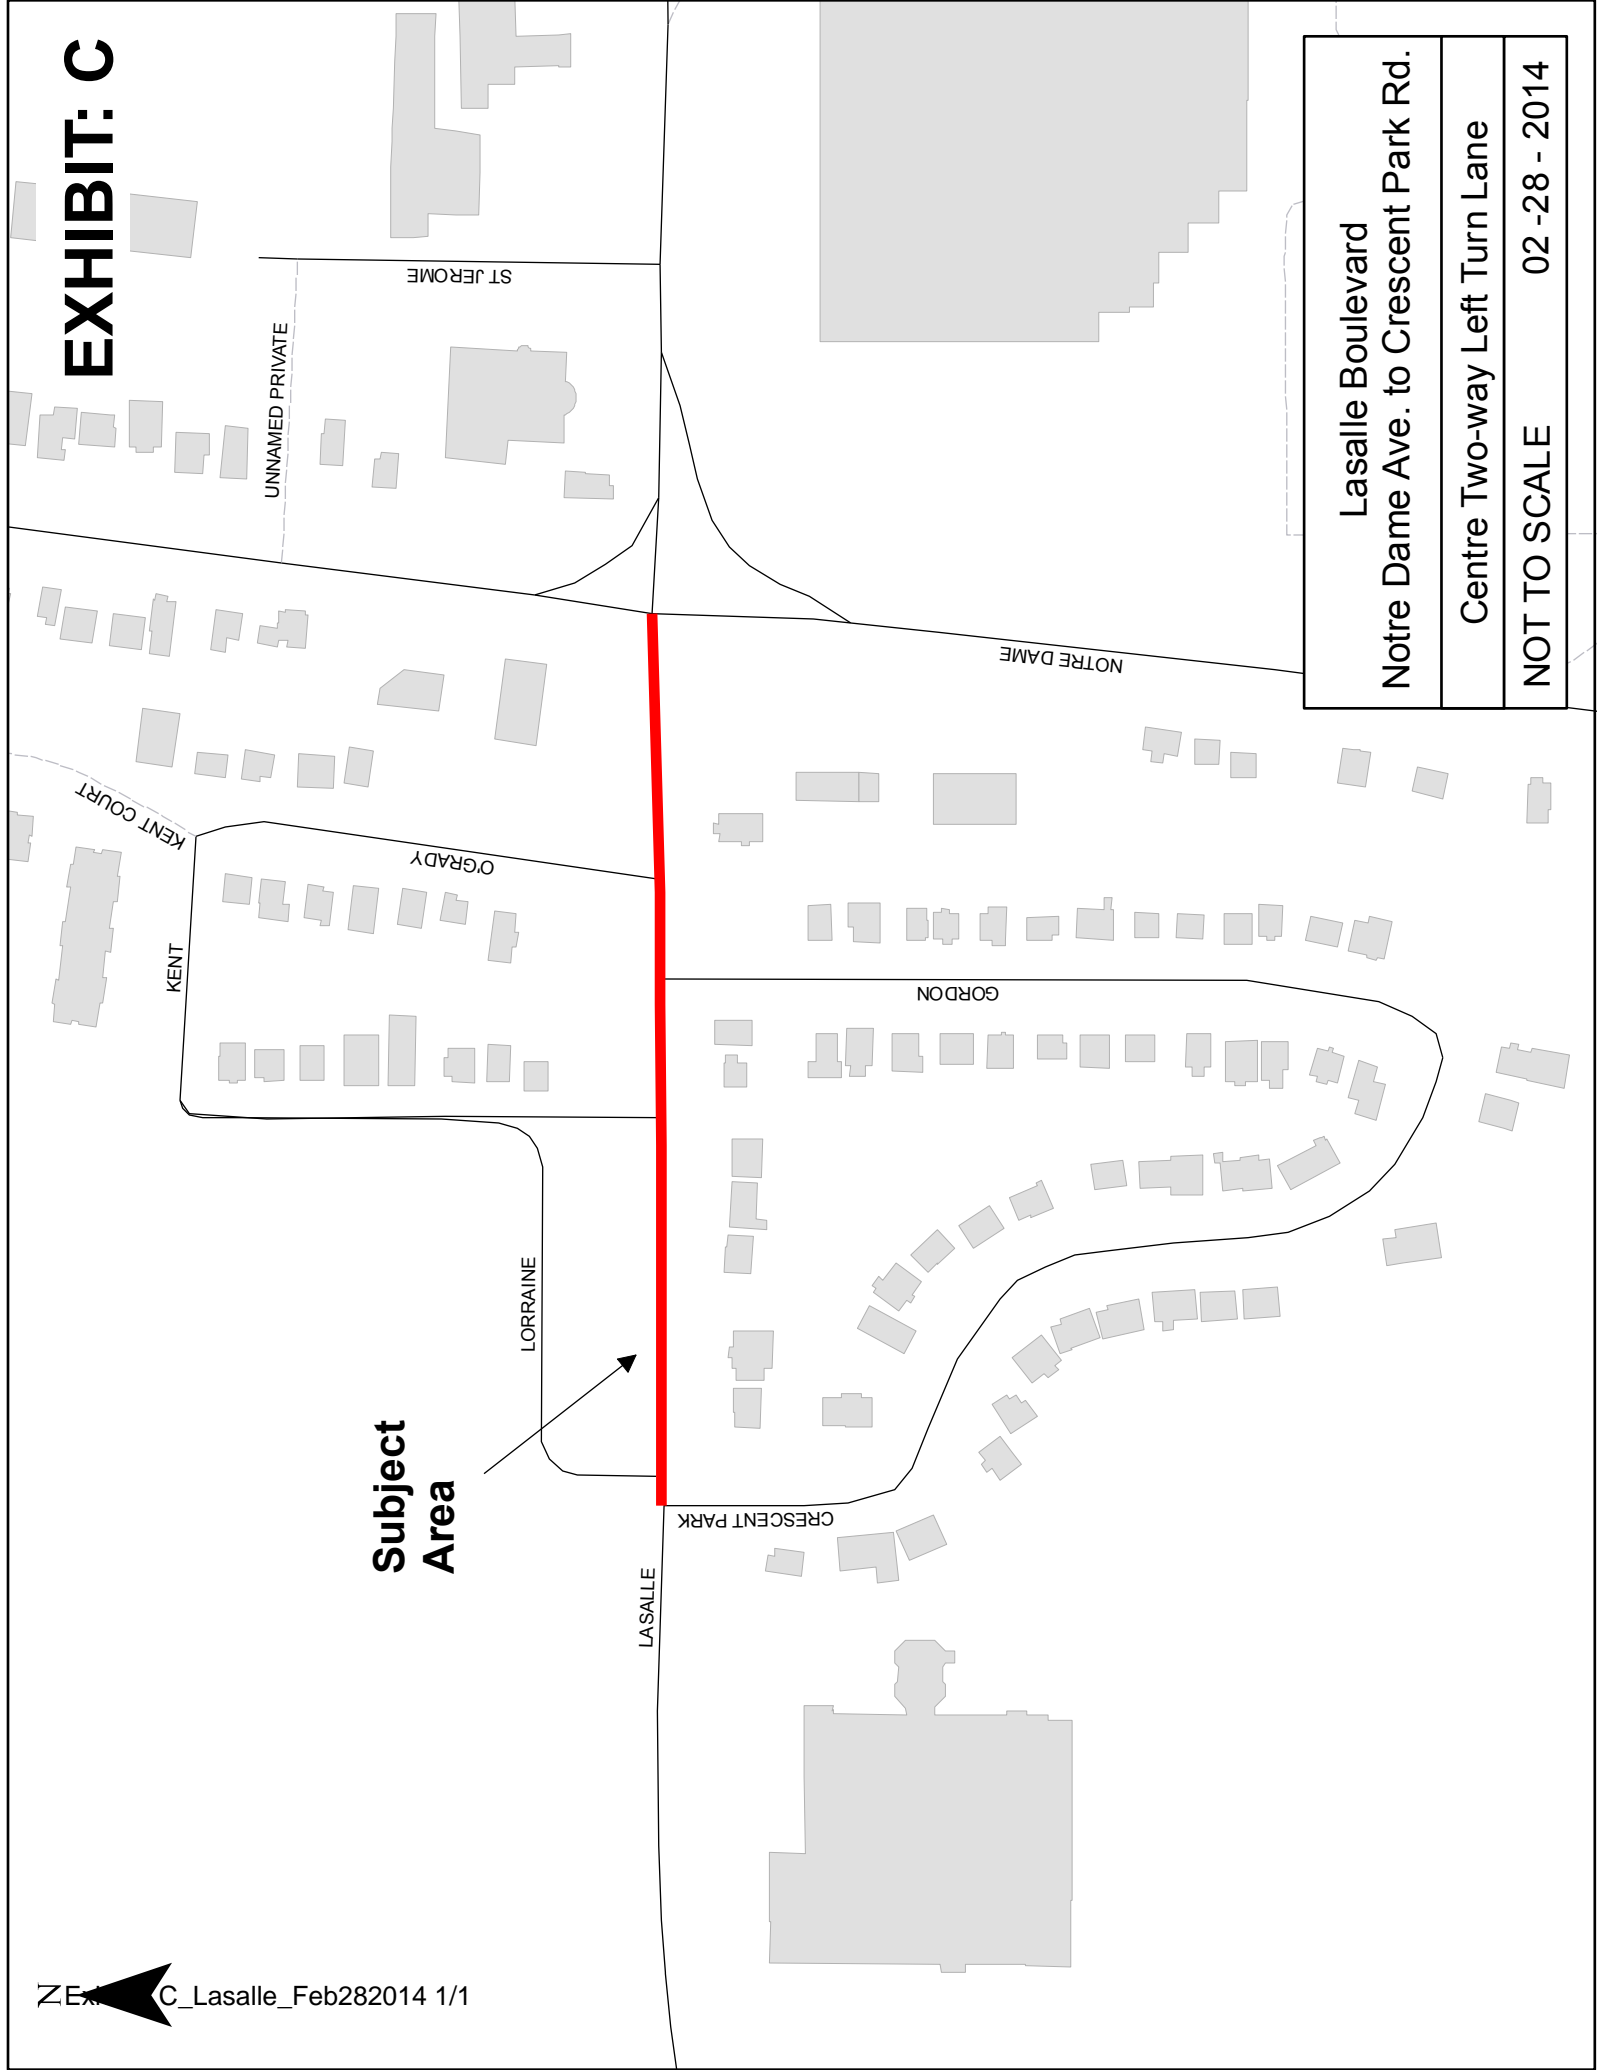 EXHIBIT: C
UNNAMED PRIVATE
ST JEROME
KENT COURT
KENT
O'GRADY
LORRAINE
Subject
Area
LASALLE
NOTRE DAME
GORDON
CRESCENT PARK
Lasalle Boulevard
Notre Dame Ave. to Crescent Park Rd.
Centre Two-way Left Turn Lane
NOT TO SCALE 02 -28 - 2014
N
C_Lasalle_Feb282014 1/1